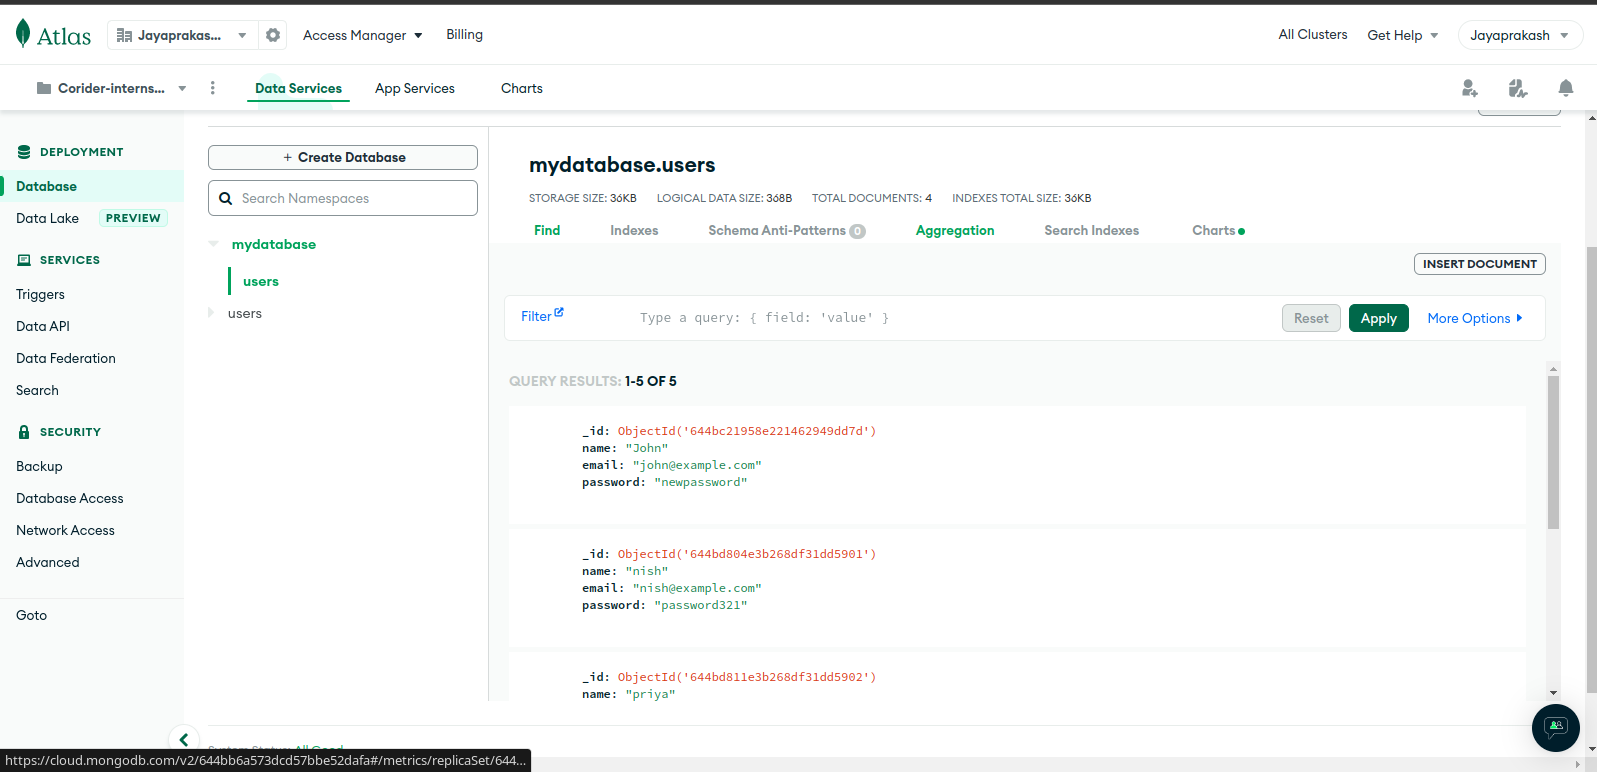 Atlas
Jayaprakas...
Access Manager
Billing
All Clusters
Get Help
Jayaprakash
Corider-interns...
Data Services
App Services
Charts
DEPLOYMENT
Database
Data Lake PREVIEW
SERVICES
Triggers
Data API
Data Federation
Search
SECURITY
Backup
Database Access
Network Access
Advanced
Goto
+ Create Database
Search Namespaces
mydatabase
users
users
mydatabase.users
STORAGE SIZE: 36KB LOGICAL DATA SIZE: 368B TOTAL DOCUMENTS: 4 INDEXES TOTAL SIZE: 36KB
Find Indexes Schema Anti-Patterns 0 Aggregation Search Indexes Charts
INSERT DOCUMENT
Filter Type a query: { field: 'value' } Reset Apply More Options
QUERY RESULTS: 1-5 OF 5
_id: ObjectId('644bc21958e221462949dd7d')
name: "John"
email: "john@example.com"
password: "newpassword"
_id: ObjectId('644bd804e3b268df31dd5901')
name: "nish"
email: "nish@example.com"
password: "password321"
_id: ObjectId('644bd811e3b268df31dd5902')
name: "priya"
System Status: All Good
https://cloud.mongodb.com/v2/644bb6a573dcd57bbe52dafa#/metrics/replicaSet/644...